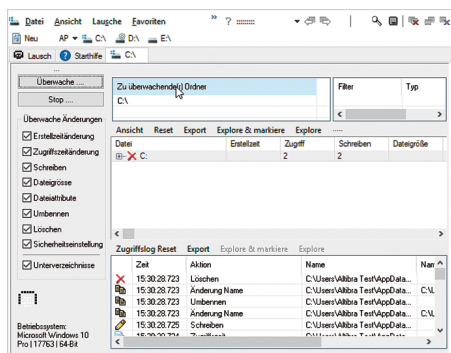 Datei Ansicht Lausche Favoriten » ?
Neu AP C:\ D:\ E:\
Lausch Starthilfe C:\
...
Überwache ....
Stop ....
Überwache Änderungen
Erstellzeitänderung
Zugriffszeitänderung
Schreiben
Dateigrösse
Dateiattribute
Umbennen
Löschen
Sicherheitseinstellung
Unterverzeichnisse
Betriebssystem:
Microsoft Windows 10
Pro | 17763 | 64-Bit
Zu überwachende(r) Ordner
C:\
Filter Typ
Ansicht Reset Export Explore & markiere Explore .....
Datei Erstellzeit Zugriff Schreiben Dateigröße
C: 2 2
Zugriffslog Reset Export Explore & markiere Explore
Zeit Aktion Name Nar
15:30:28.723 Löschen C:\Users\Altibra Test\AppData...
15:30:28.723 Änderung Name C:\Users\Altibra Test\AppData... C:\U
15:30:28.723 Umbennen C:\Users\Altibra Test\AppData...
15:30:28.723 Änderung Name C:\Users\Altibra Test\AppData... C:\U
15:30:28.725 Schreiben C:\Users\Altibra Test\AppData...